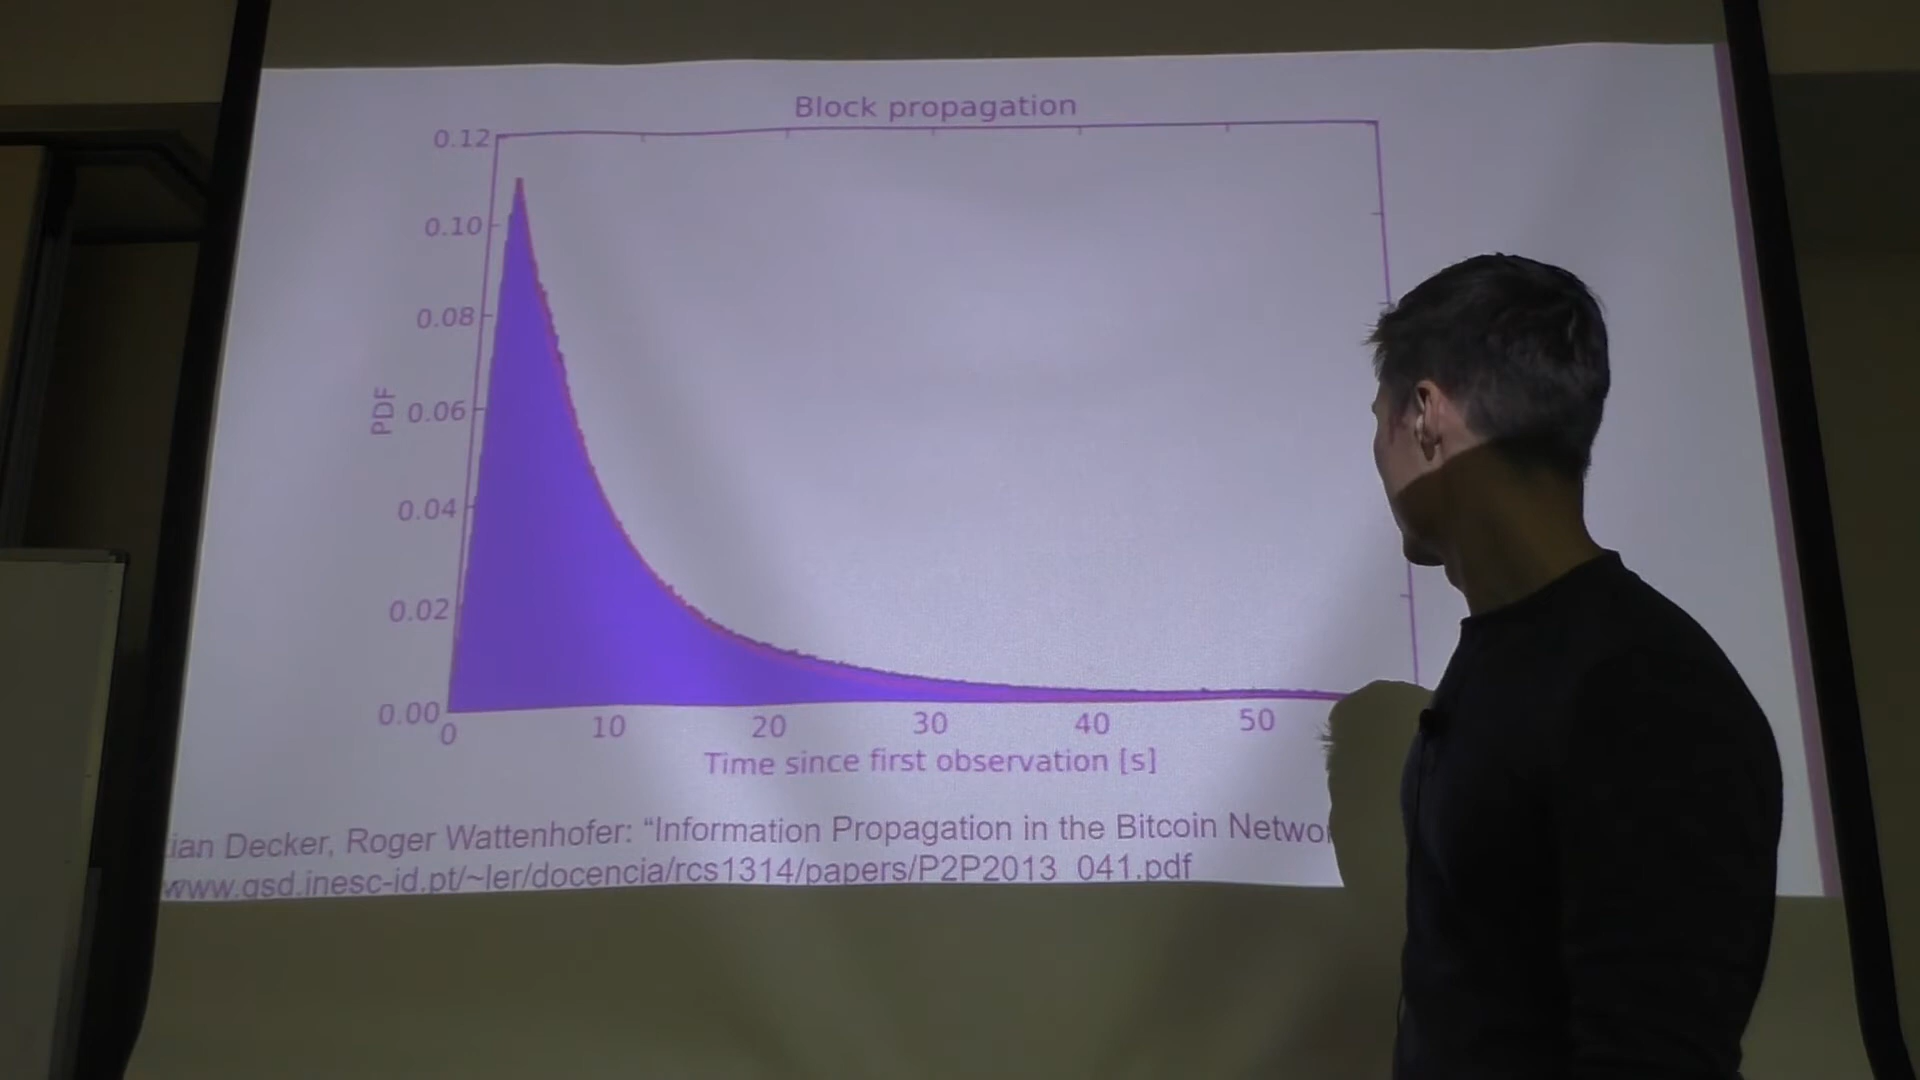 Block propagation
0.12
0.10
0.08
PDF
0.06
0.04
0.02
0.00
0 10 20 30 40 50
Time since first observation [s]
Decker, Roger Wattenhofer: “Information Propagation in the Bitcoin
www.gsd.inesc-id.pt/~ler/docencia/rcs1314/papers/P2P2013_041.pdf